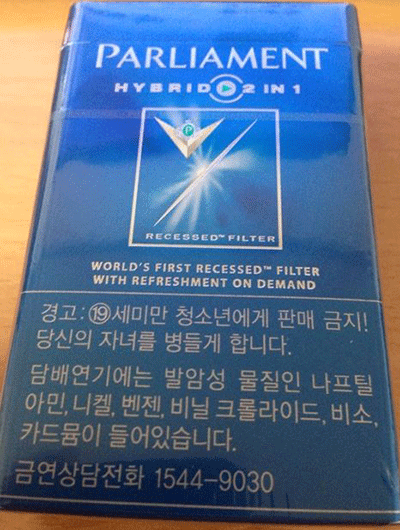 PARLIAMENT
HYBRID 2 IN 1
P
RECESSED™ FILTER
WORLD'S FIRST RECESSED™ FILTER
WITH REFRESHMENT ON DEMAND
경고: ⑲세미만 청소년에게 판매 금지!
당신의 자녀를 병들게 합니다.
담배연기에는 발암성 물질인 나프틸
아민, 니켈, 벤젠, 비닐 크롤라이드, 비소,
카드뮴이 들어있습니다.
금연상담전화 1544-9030